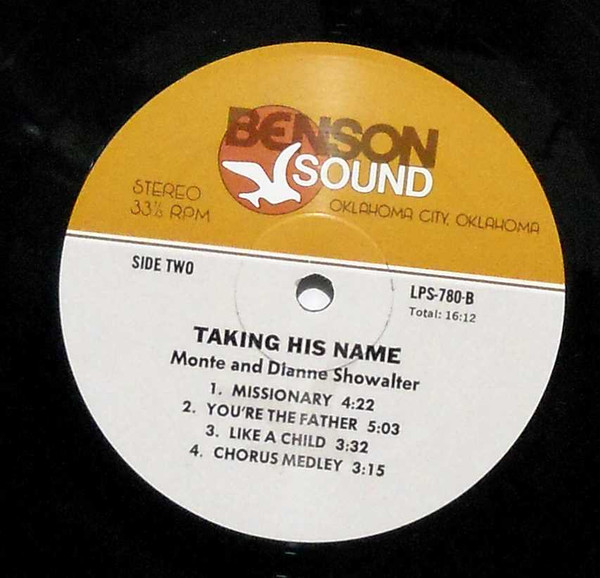 BENSON
SOUND
STEREO
33⅓ RPM
OKLAHOMA CITY, OKLAHOMA
SIDE TWO
LPS-780-B
Total: 16:12
TAKING HIS NAME
Monte and Dianne Showalter
1. MISSIONARY 4:22
2. YOU'RE THE FATHER 5:03
3. LIKE A CHILD 3:32
4. CHORUS MEDLEY 3:15